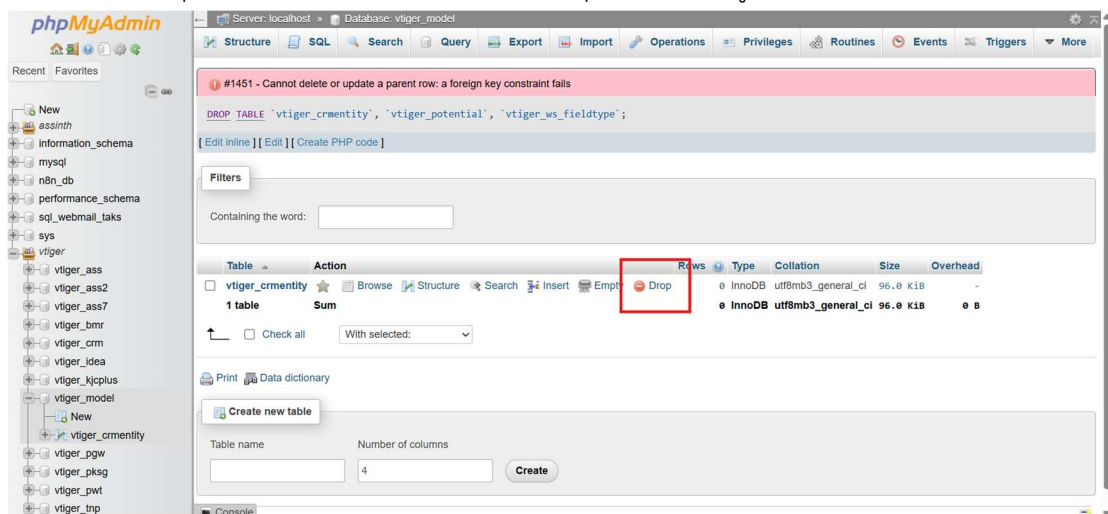 phpMyAdmin
Recent Favorites
New
assinth
information_schema
mysql
n8n_db
performance_schema
sql_webmail_taks
sys
vtiger
vtiger_ass
vtiger_ass2
vtiger_ass7
vtiger_bmr
vtiger_crm
vtiger_idea
vtiger_kjcplus
vtiger_model
New
vtiger_crmentity
vtiger_pgw
vtiger_pksg
vtiger_pwt
vtiger_tnp
Server: localhost » Database: vtiger_model
Structure SQL Search Query Export Import Operations Privileges Routines Events Triggers More
#1451 - Cannot delete or update a parent row: a foreign key constraint fails
DROP TABLE `vtiger_crmentity`, `vtiger_potential`, `vtiger_ws_fieldtype`;
[ Edit inline ] [ Edit ] [ Create PHP code ]
Filters
Containing the word:
Table Action Rows Type Collation Size Overhead
vtiger_crmentity Browse Structure Search Insert Empty Drop 0 InnoDB utf8mb3_general_ci 96.0 KiB -
1 table Sum 0 InnoDB utf8mb3_general_ci 96.0 KiB 0 B
Check all With selected:
Print Data dictionary
Create new table
Table name Number of columns
4 Create
Console